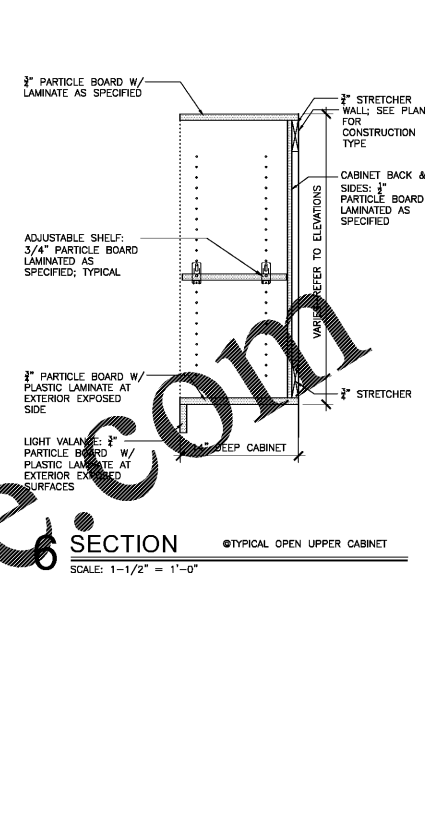 ¾" PARTICLE BOARD W/
LAMINATE AS SPECIFIED
¾" STRETCHER
WALL; SEE PLAN
FOR
CONSTRUCTION
TYPE
CABINET BACK &
SIDES: ½"
PARTICLE BOARD
LAMINATED AS
SPECIFIED
ADJUSTABLE SHELF:
3/4" PARTICLE BOARD
LAMINATED AS
SPECIFIED; TYPICAL
VARIES REFER TO ELEVATIONS
¾" PARTICLE BOARD W/
PLASTIC LAMINATE AT
EXTERIOR EXPOSED
SIDE
¾" STRETCHER
LIGHT VALANCE: ¾"
PARTICLE BOARD W/
PLASTIC LAMINATE AT
EXTERIOR EXPOSED
SURFACES
14" DEEP CABINET
e.com
6 SECTION
@TYPICAL OPEN UPPER CABINET
SCALE: 1-1/2" = 1'-0"